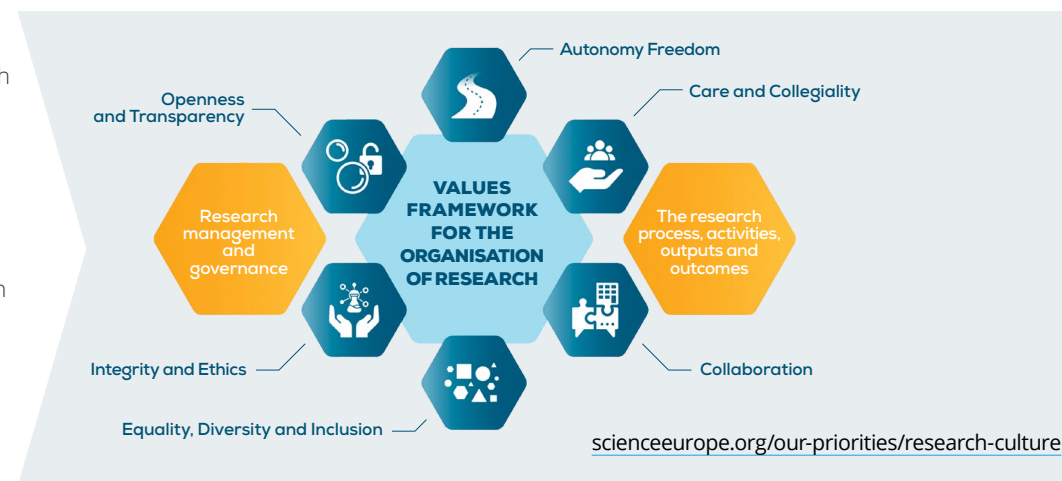 Autonomy Freedom
Care and Collegiality
Openness
and Transparency
VALUES
FRAMEWORK
FOR THE
ORGANISATION
OF RESEARCH
Research
management
and
governance
The research
process, activities,
outputs and
outcomes
Integrity and Ethics
Collaboration
Equality, Diversity and Inclusion
scienceeurope.org/our-priorities/research-culture